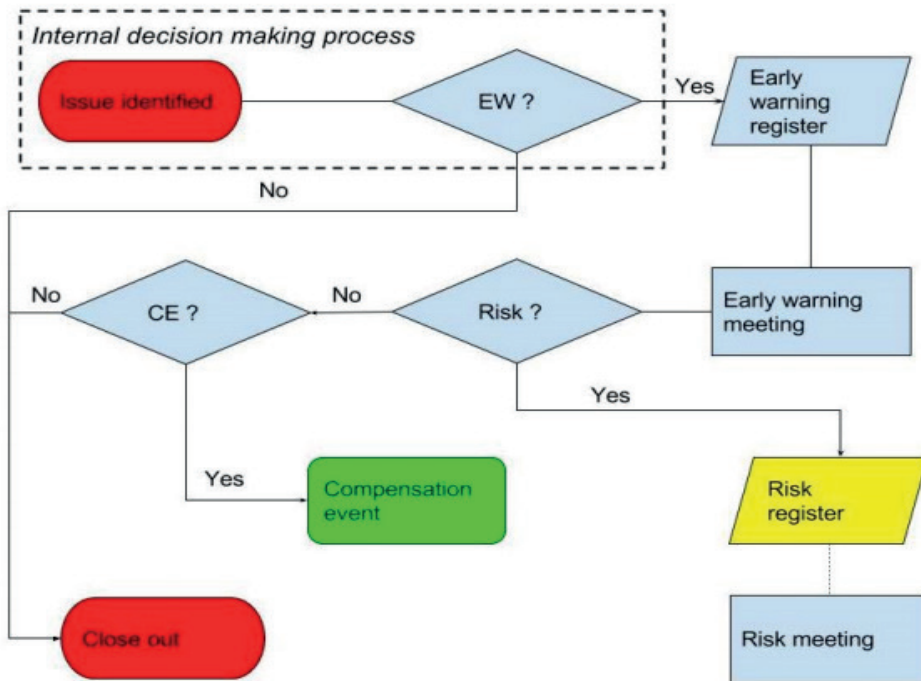 Internal decision making process
Issue identified
EW ?
Yes
Early
warning
register
No
No
CE ?
No
Risk ?
Early warning
meeting
Yes
Yes
Compensation
event
Risk
register
Close out
Risk meeting